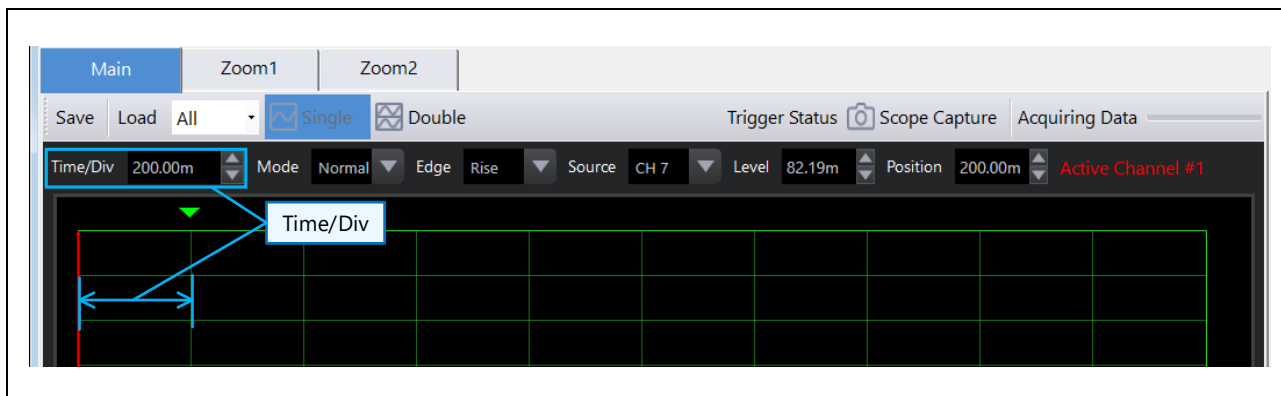 Main Zoom1 Zoom2
Save Load All Single Double Trigger Status Scope Capture Acquiring Data
Time/Div 200.00m Mode Normal Edge Rise Source CH 7 Level 82.19m Position 200.00m Active Channel #1
Time/Div